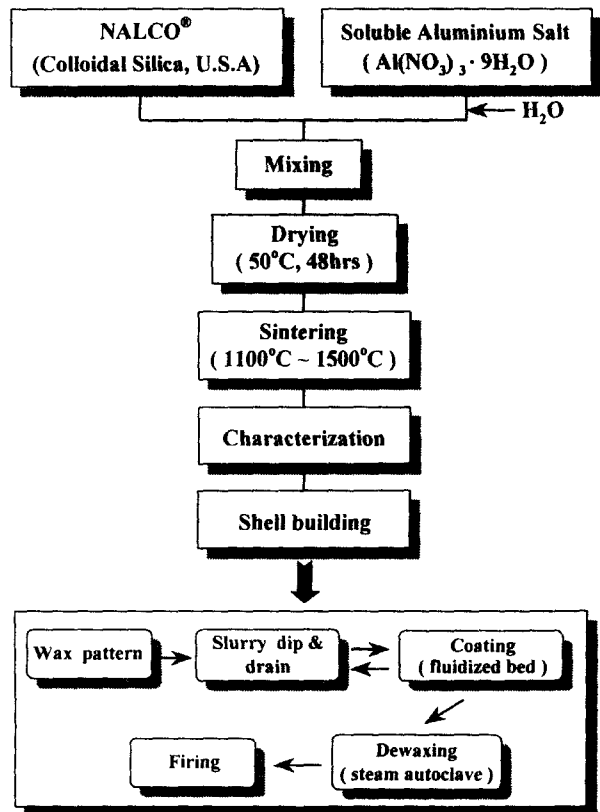 NALCO®
(Colloidal Silica, U.S.A)
Soluble Aluminium Salt
( Al(NO₃)₃ · 9H₂O )
H₂O
Mixing
Drying
( 50°C, 48hrs )
Sintering
( 1100°C ~ 1500°C )
Characterization
Shell building
Wax pattern
Slurry dip &
drain
Coating
( fluidized bed )
Dewaxing
( steam autoclave )
Firing